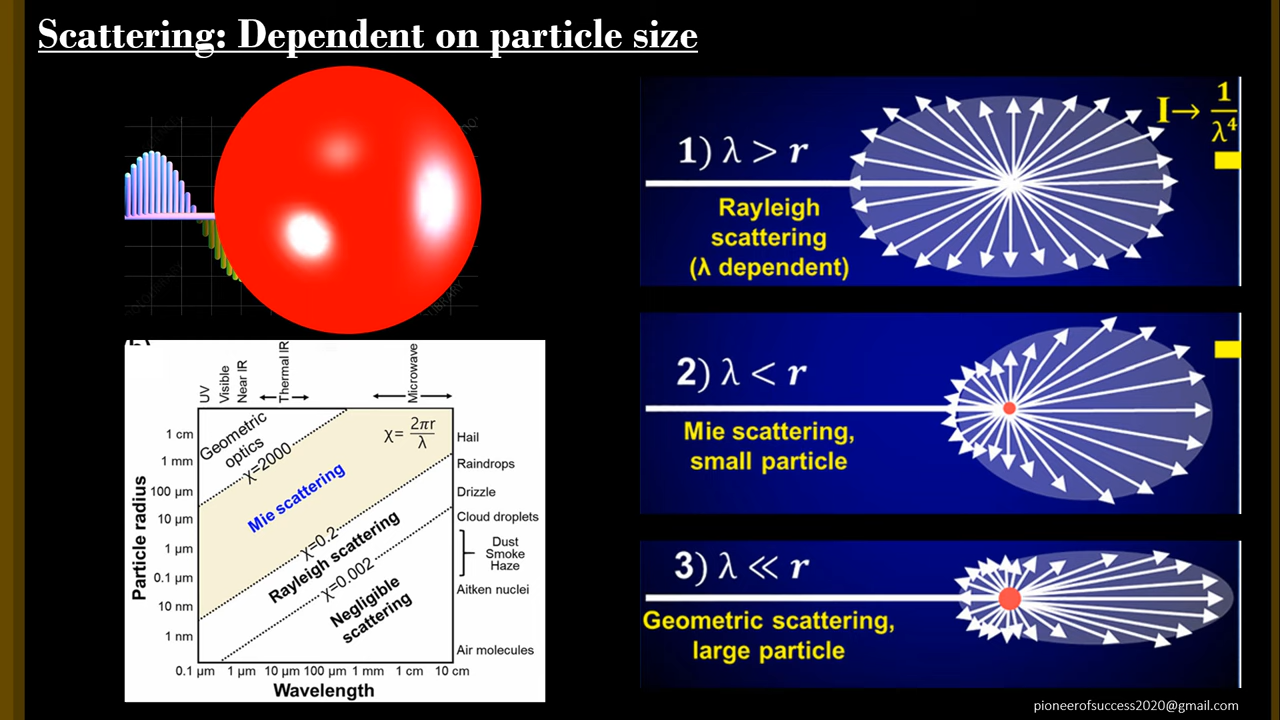 Scattering: Dependent on particle size
1) λ > r
Rayleigh
scattering
(λ dependent)
I→ 1/λ⁴
2) λ < r
Mie scattering,
small particle
3) λ ≪ r
Geometric scattering,
large particle
UV
Visible
Near IR
Thermal IR
Microwave
Particle radius
1 cm
1 mm
100 µm
10 µm
1 µm
0.1 µm
10 nm
1 nm
Geometric
optics
χ=2000
χ= 2πr/λ
Mie scattering
χ=0.2
Rayleigh scattering
χ=0.002
Negligible
scattering
Hail
Raindrops
Drizzle
Cloud droplets
Dust
Smoke
Haze
Aitken nuclei
Air molecules
0.1 µm 1 µm 10 µm 100 µm 1 mm 1 cm 10 cm
Wavelength
pioneerofsuccess2020@gmail.com